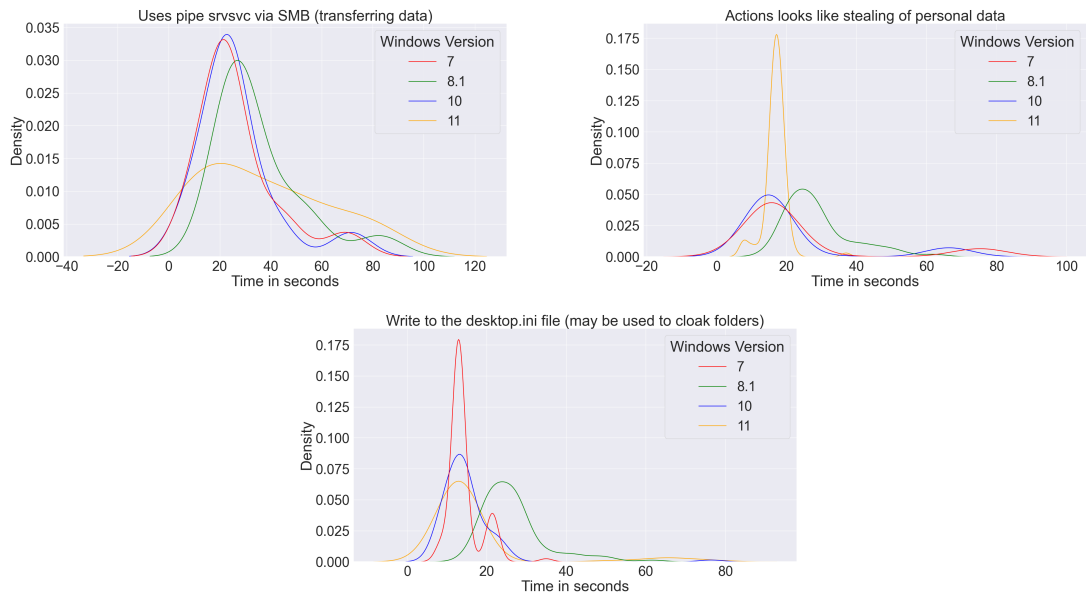 Uses pipe srvsvc via SMB (transferring data)
0.035
0.030
0.025
0.020
0.015
0.010
0.005
0.000
Density
Windows Version
7
8.1
10
11
−40 −20 0 20 40 60 80 100 120
Time in seconds
Actions looks like stealing of personal data
0.175
0.150
0.125
0.100
0.075
0.050
0.025
0.000
Density
Windows Version
7
8.1
10
11
−20 0 20 40 60 80 100
Time in seconds
Write to the desktop.ini file (may be used to cloak folders)
0.175
0.150
0.125
0.100
0.075
0.050
0.025
0.000
Density
Windows Version
7
8.1
10
11
0 20 40 60 80
Time in seconds